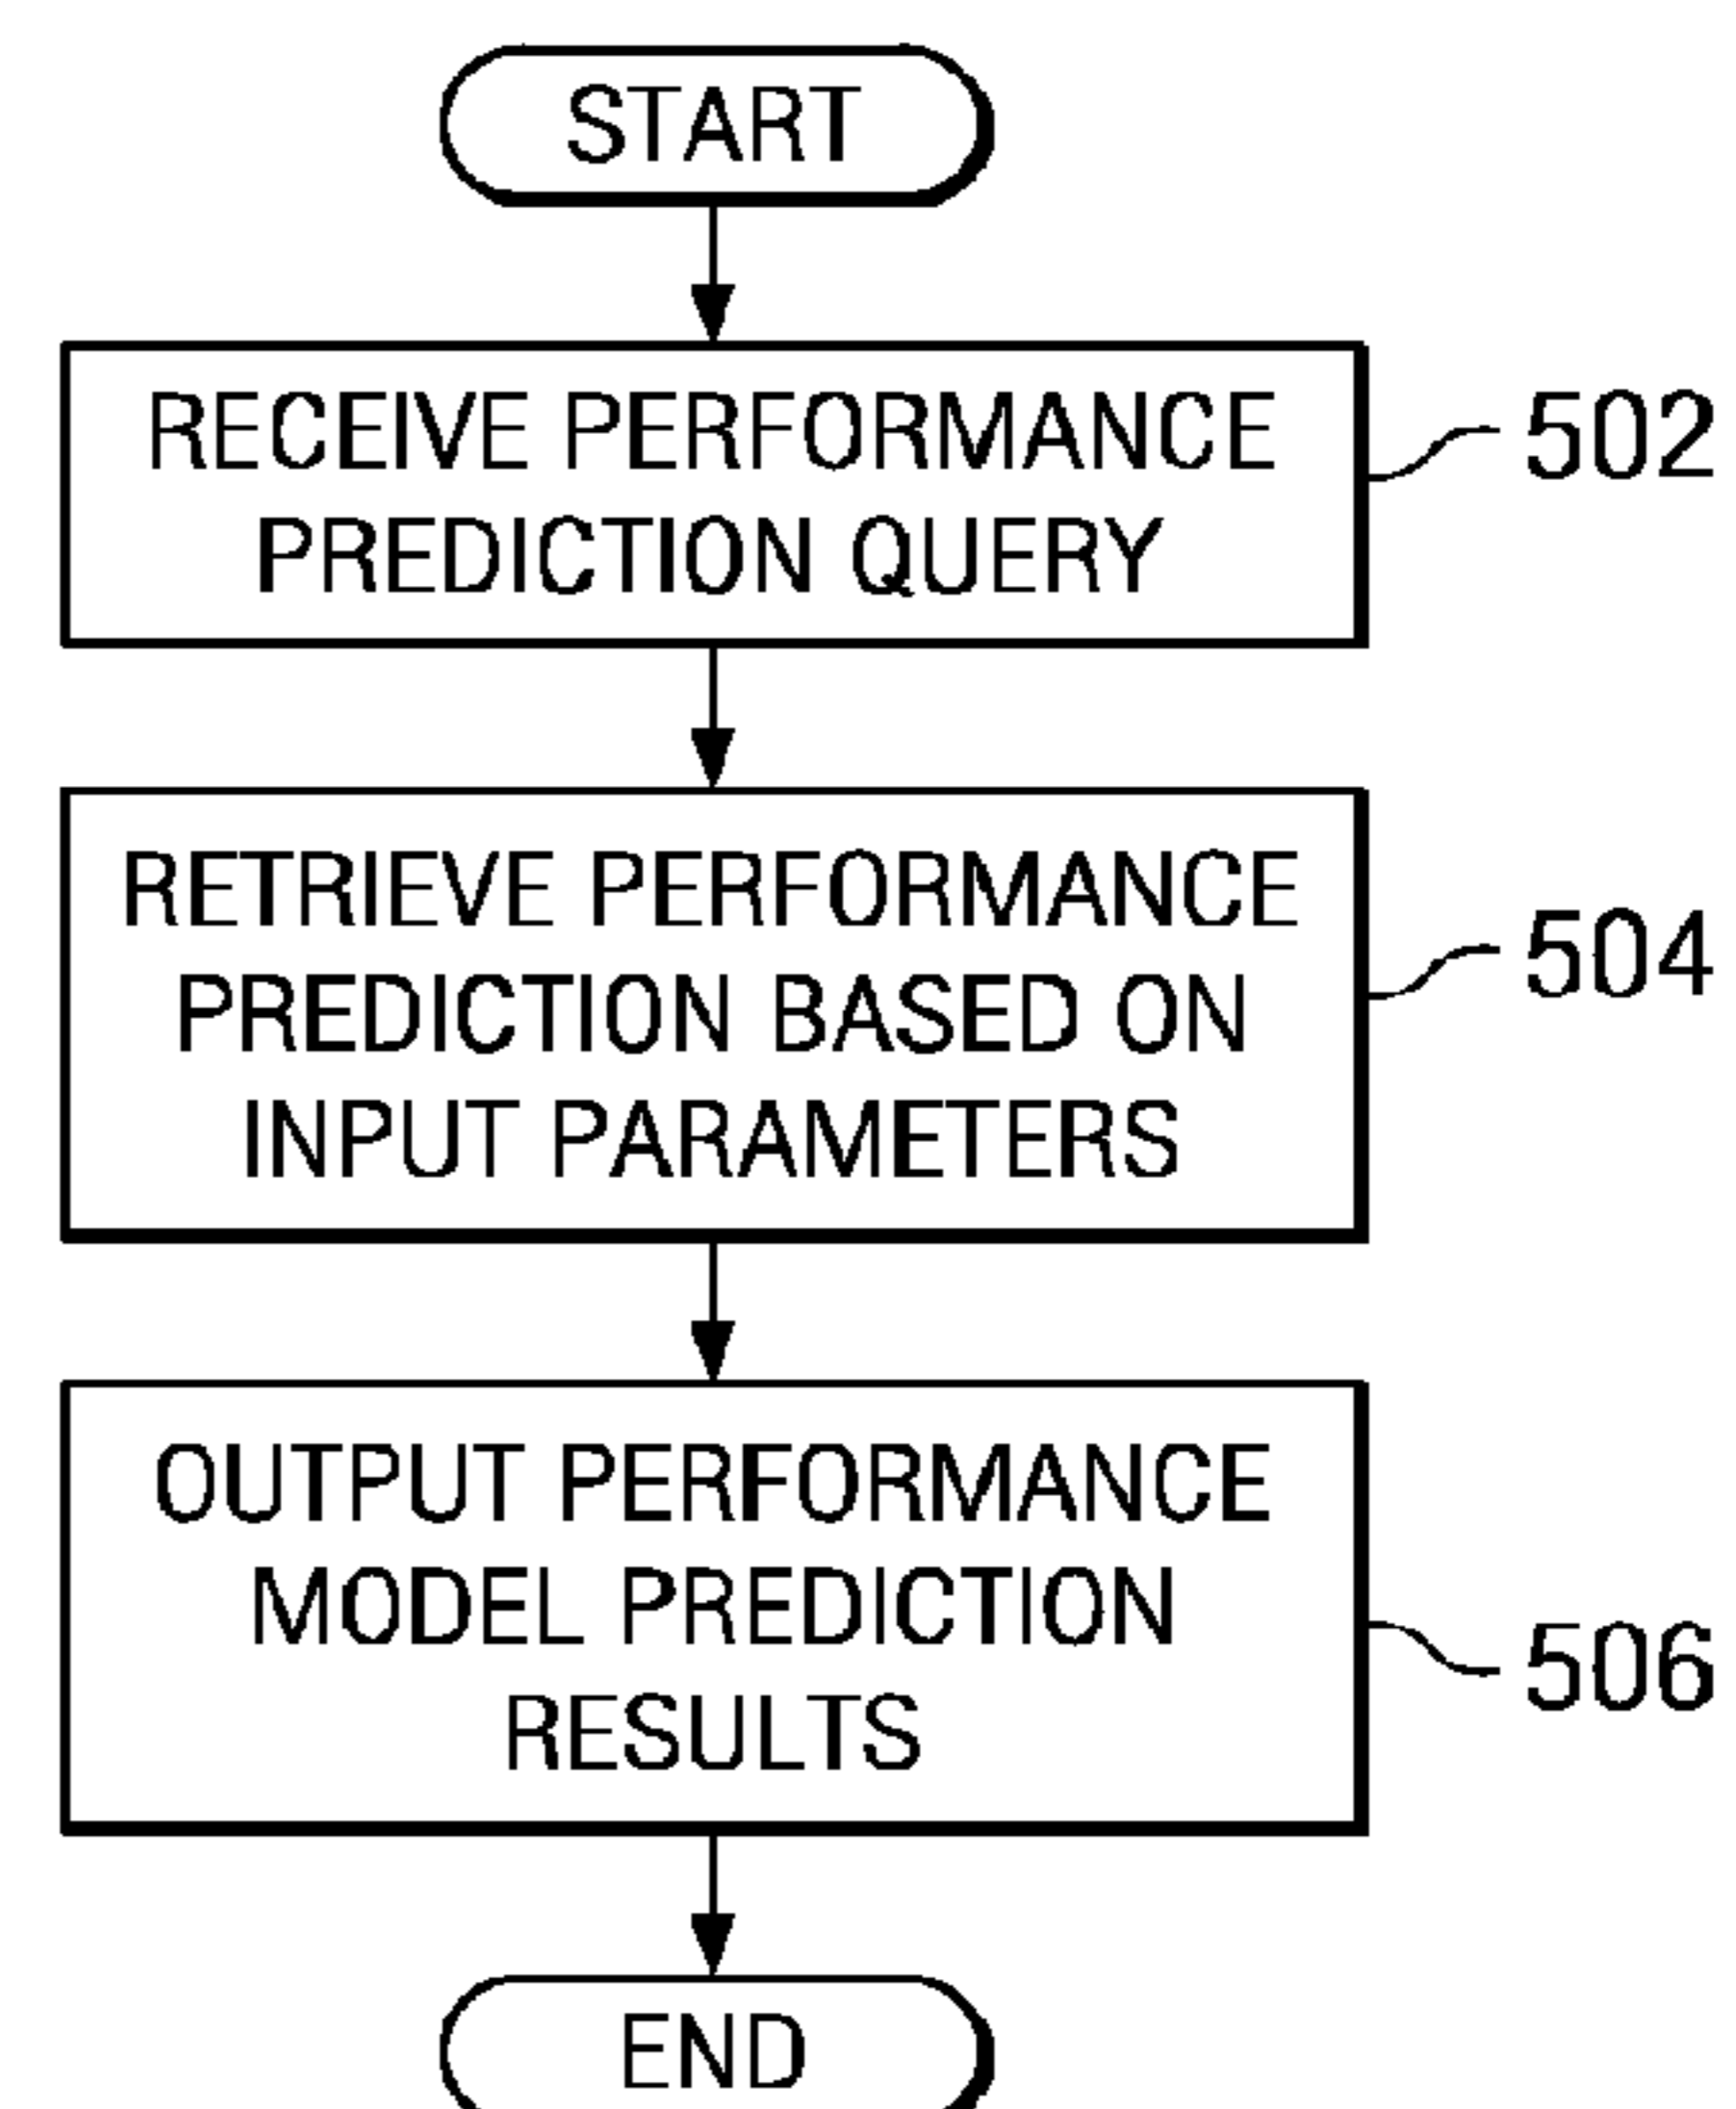 START
RECEIVE PERFORMANCE
PREDICTION QUERY
502
RETRIEVE PERFORMANCE
PREDICTION BASED ON
INPUT PARAMETERS
504
OUTPUT PERFORMANCE
MODEL PREDICTION
RESULTS
506
END